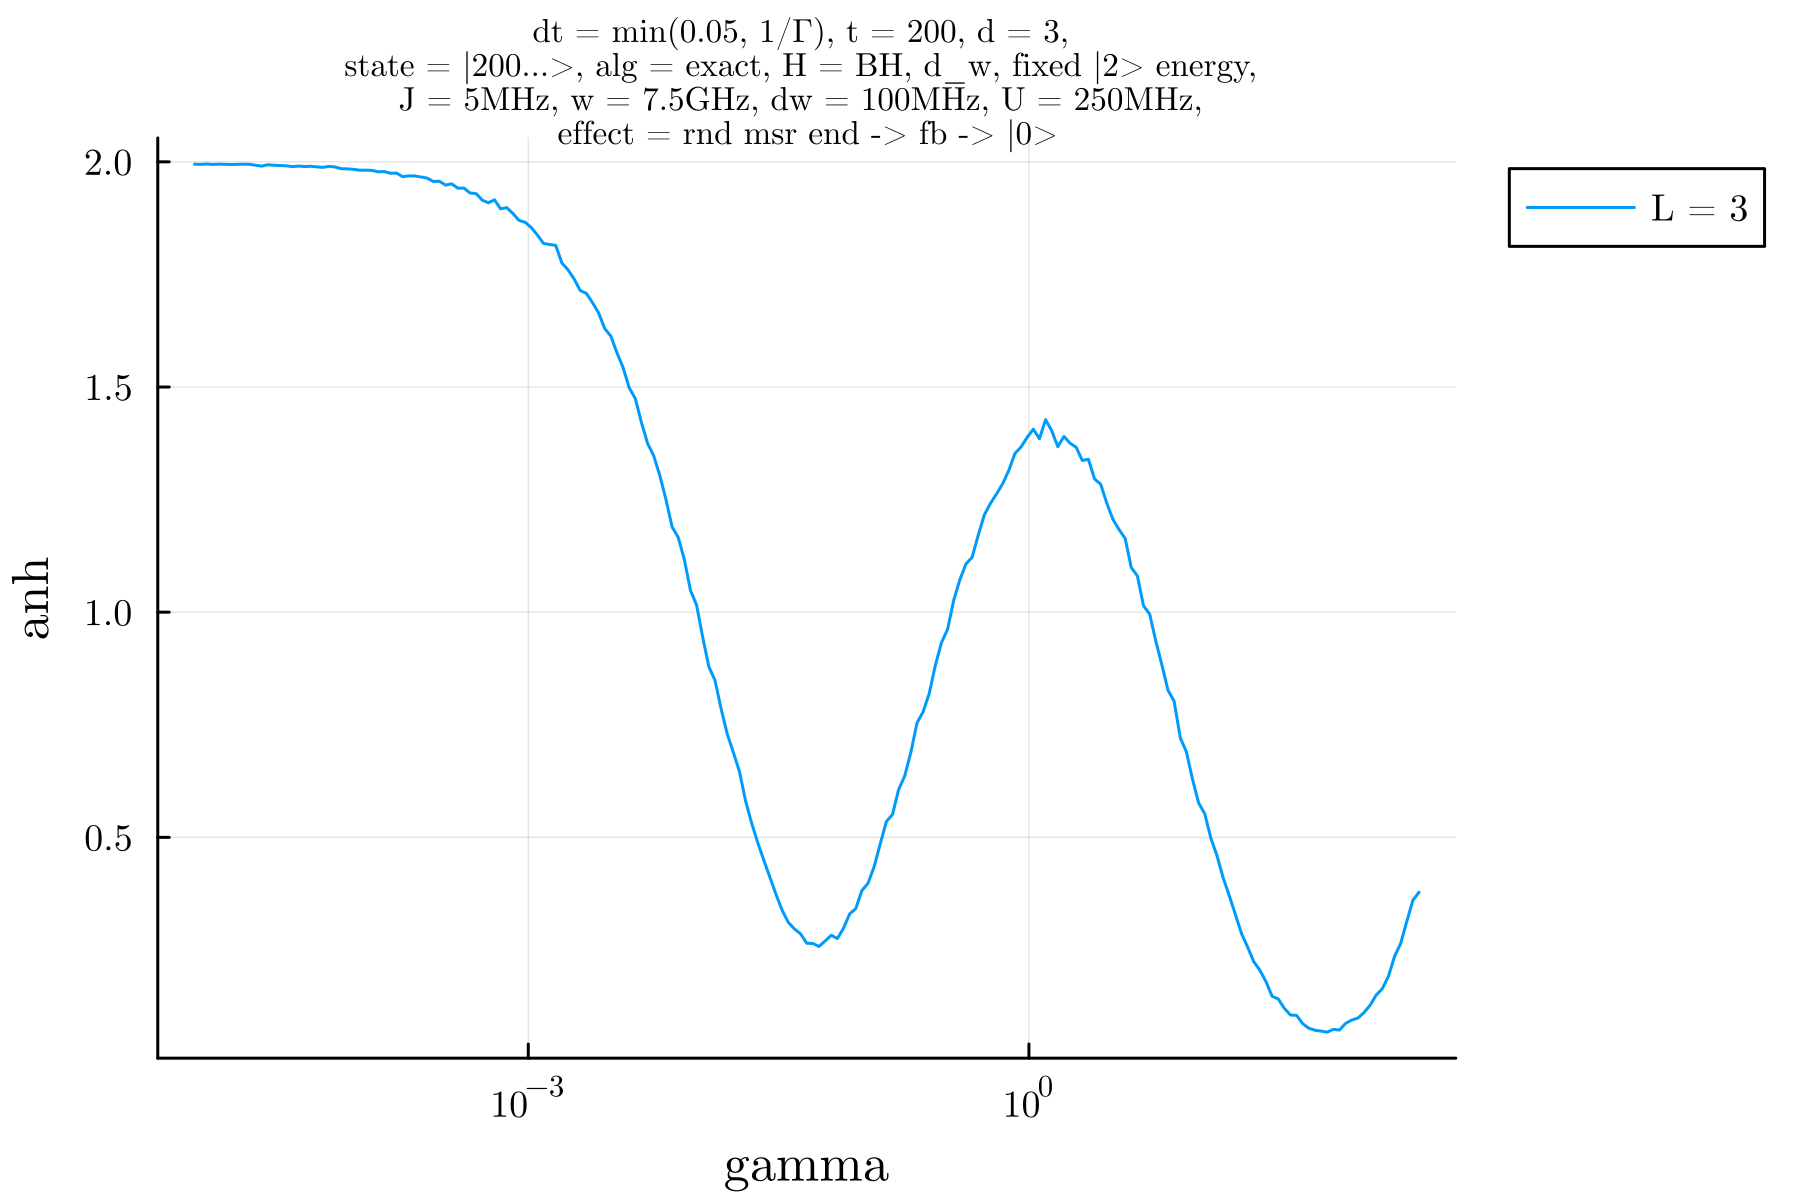 dt = min(0.05, 1/Γ), t = 200, d = 3,
state = |200...>, alg = exact, H = BH, d_w, fixed |2> energy,
J = 5MHz, w = 7.5GHz, dw = 100MHz, U = 250MHz,
effect = rnd msr end -> fb -> |0>
2.0
1.5
1.0
0.5
anh
L = 3
10⁻³
10⁰
gamma